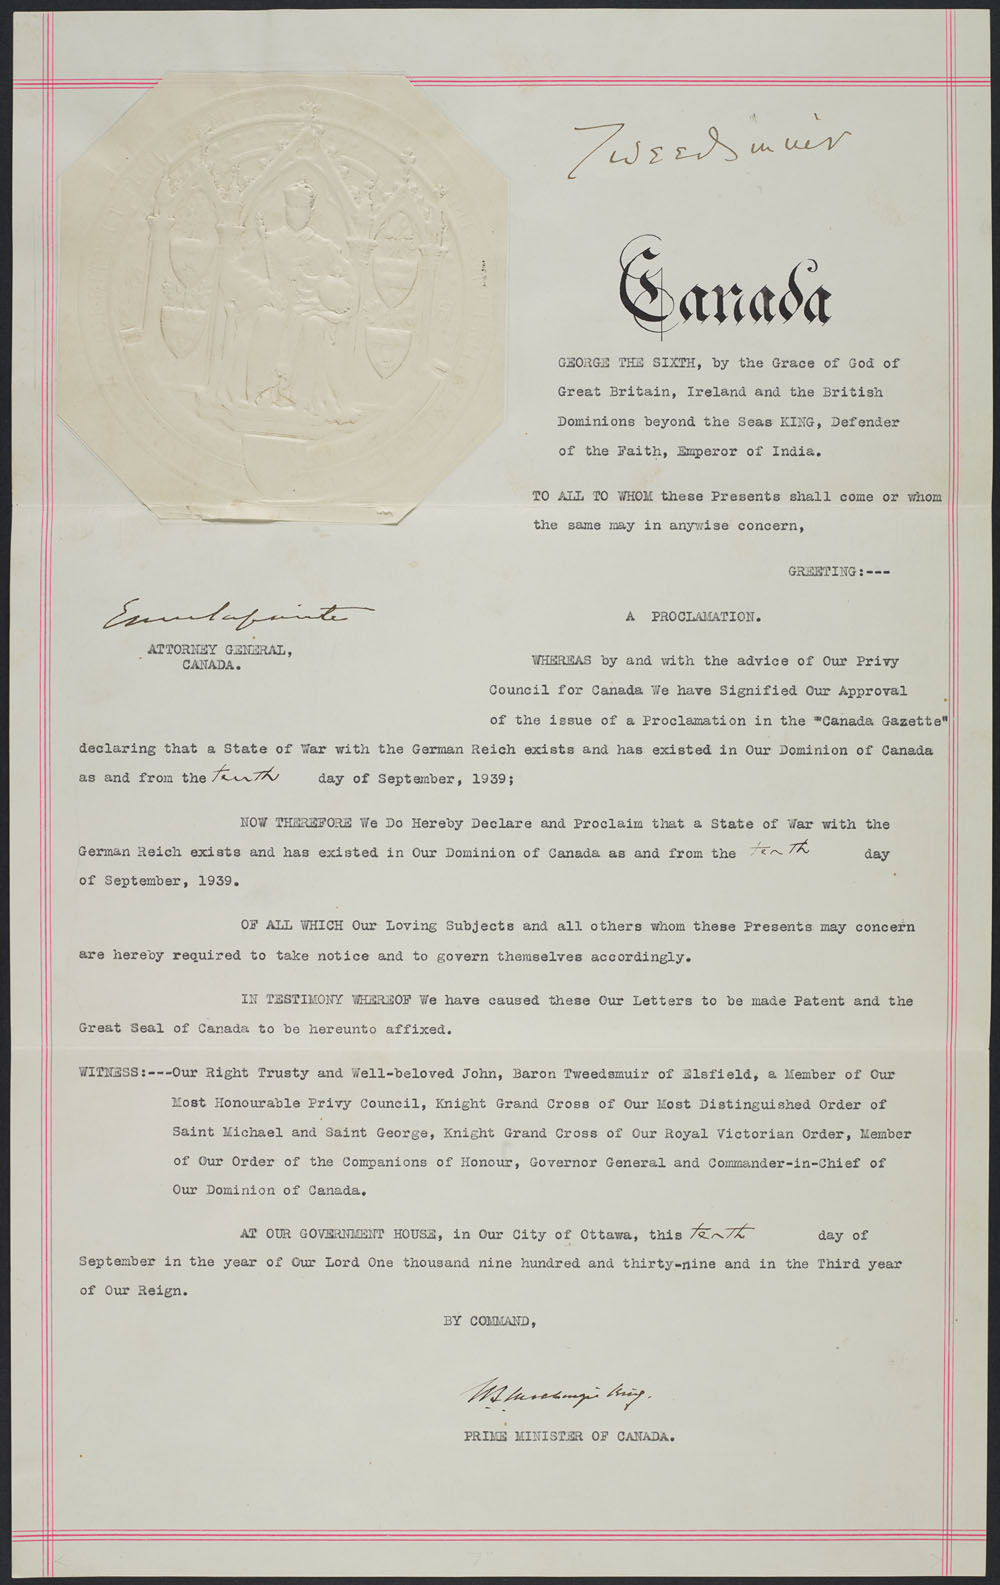 Tweedsmuir
Canada
GEORGE THE SIXTH, by the Grace of God of
Great Britain, Ireland and the British
Dominions beyond the Seas KING, Defender
of the Faith, Emperor of India.
TO ALL TO WHOM these Presents shall come or whom
the same may in anywise concern,
GREETING:---
Ernest Lapointe
ATTORNEY GENERAL,
CANADA.
A PROCLAMATION.
WHEREAS by and with the advice of Our Privy
Council for Canada We have Signified Our Approval
of the issue of a Proclamation in the "Canada Gazette"
declaring that a State of War with the German Reich exists and has existed in Our Dominion of Canada
as and from the tenth day of September, 1939;
NOW THEREFORE We Do Hereby Declare and Proclaim that a State of War with the
German Reich exists and has existed in Our Dominion of Canada as and from the tenth day
of September, 1939.
OF ALL WHICH Our Loving Subjects and all others whom these Presents may concern
are hereby required to take notice and to govern themselves accordingly.
IN TESTIMONY WHEREOF We have caused these Our Letters to be made Patent and the
Great Seal of Canada to be hereunto affixed.
WITNESS:---Our Right Trusty and Well-beloved John, Baron Tweedsmuir of Elsfield, a Member of Our
Most Honourable Privy Council, Knight Grand Cross of Our Most Distinguished Order of
Saint Michael and Saint George, Knight Grand Cross of Our Royal Victorian Order, Member
of Our Order of the Companions of Honour, Governor General and Commander-in-Chief of
Our Dominion of Canada.
AT OUR GOVERNMENT HOUSE, in Our City of Ottawa, this tenth day of
September in the year of Our Lord One thousand nine hundred and thirty-nine and in the Third year
of Our Reign.
BY COMMAND,
W L Mackenzie King.
PRIME MINISTER OF CANADA.